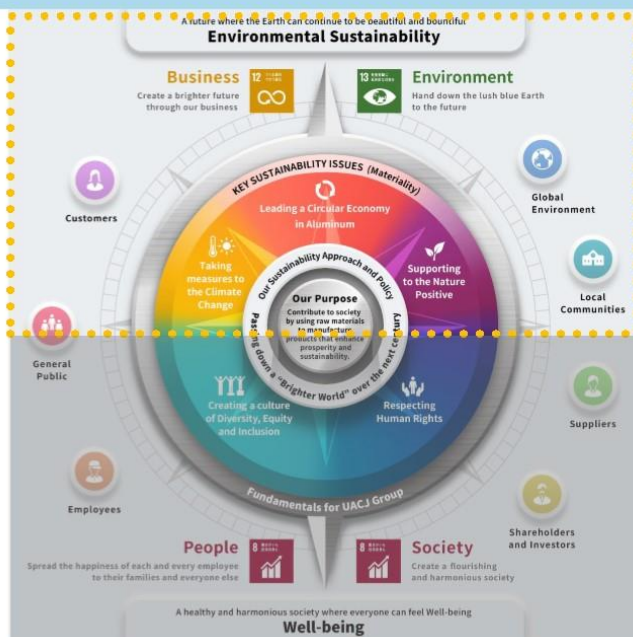 A future where the Earth can continue to be beautiful and bountiful
Environmental Sustainability
Business
12
Create a brighter future
through our business
13
Environment
Hand down the lush blue Earth
to the future
KEY SUSTAINABILITY ISSUES (Materiality)
Leading a Circular Economy
in Aluminum
Taking
measures to
the Climate
Change
Supporting
to the Nature
Positive
Our Sustainability Approach and Policy
Our Purpose
Contribute to society
by using raw materials
to manufacture
products that enhance
prosperity and
sustainability.
Passing down a "Brighter World" over the next century
Creating a culture
of Diversity, Equity
and Inclusion
Respecting
Human Rights
Fundamentals for UACJ Group
Customers
General
Public
Employees
Global
Environment
Local
Communities
Suppliers
Shareholders
and Investors
People
8
Spread the happiness of each and every employee
to their families and everyone else
8
Society
Create a flourishing
and harmonious society
A healthy and harmonious society where everyone can feel Well-being
Well-being